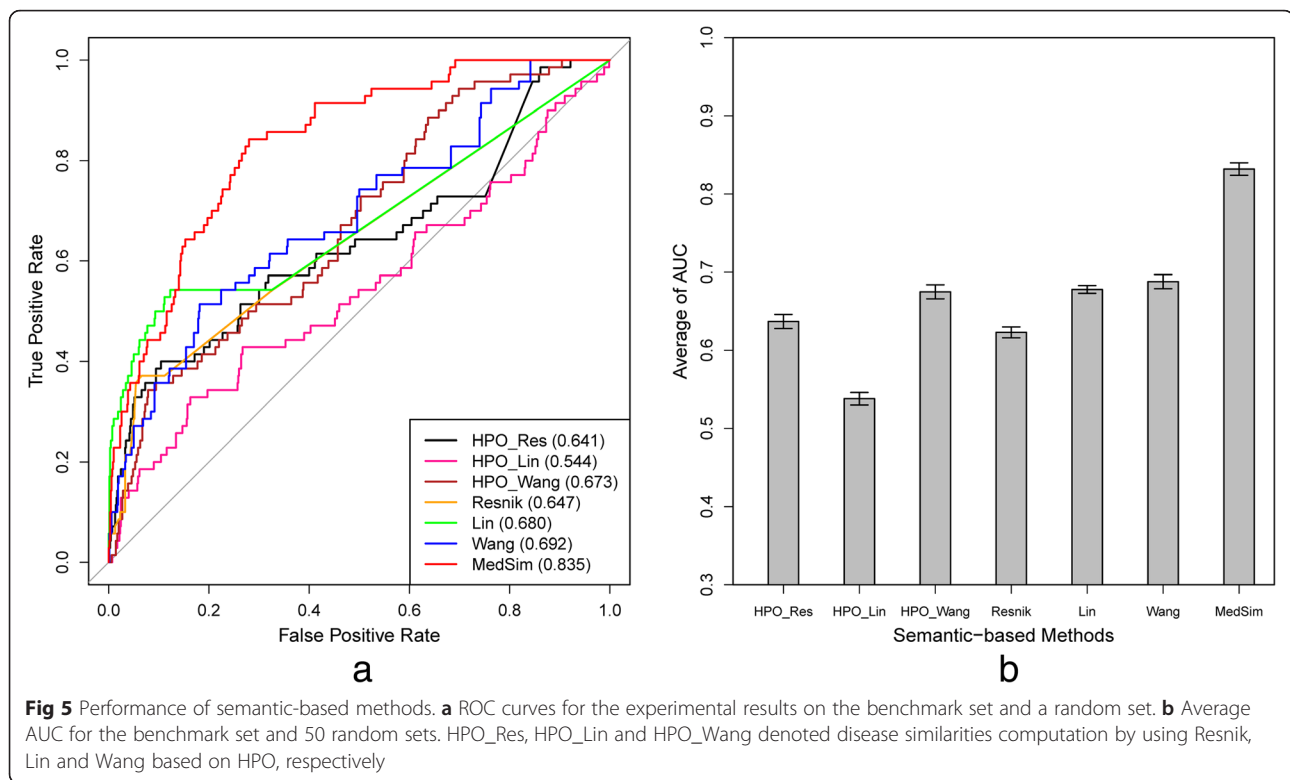 1.0
0.8
0.6
0.4
0.2
0.0
True Positive Rate
HPO_Res (0.641)
HPO_Lin (0.544)
HPO_Wang (0.673)
Resnik (0.647)
Lin (0.680)
Wang (0.692)
MedSim (0.835)
0.0 0.2 0.4 0.6 0.8 1.0
False Positive Rate
a
1.0
0.9
0.8
0.7
0.6
0.5
0.4
0.3
Average of AUC
HPO_Res HPO_Lin HPO_Wang Resnik Lin Wang MedSim
Semantic-based Methods
b
Fig 5 Performance of semantic-based methods. a ROC curves for the experimental results on the benchmark set and a random set. b Average
AUC for the benchmark set and 50 random sets. HPO_Res, HPO_Lin and HPO_Wang denoted disease similarities computation by using Resnik,
Lin and Wang based on HPO, respectively